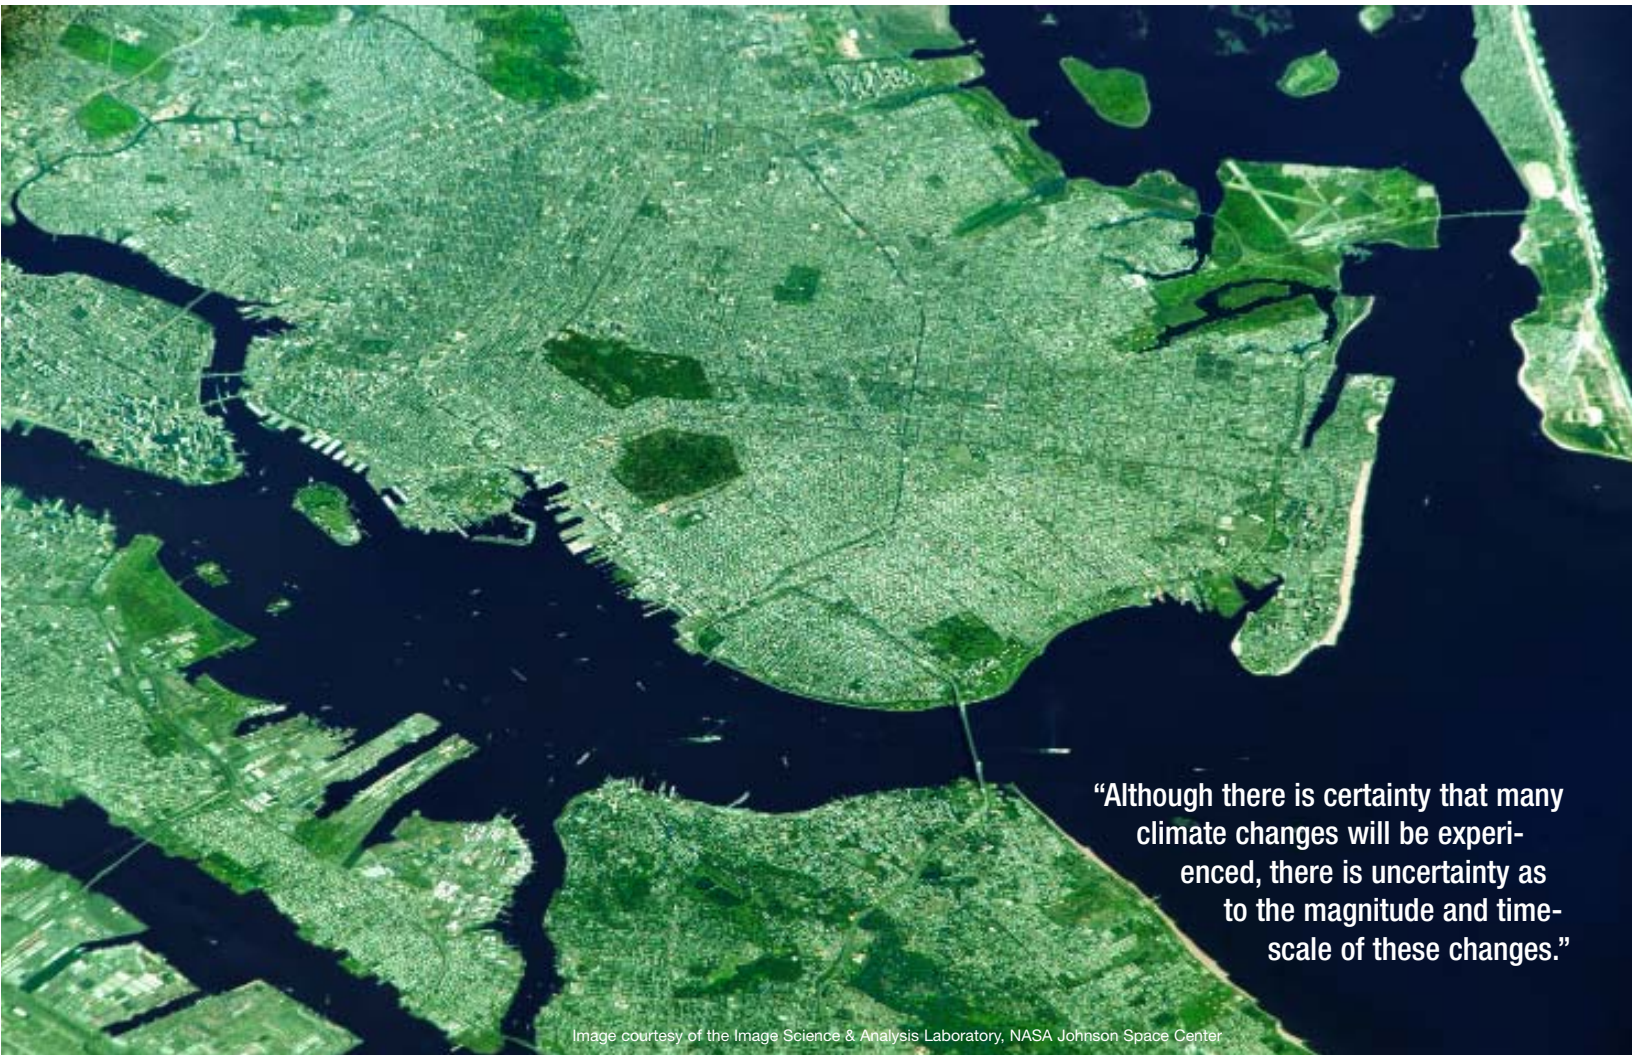 “Although there is certainty that many
climate changes will be experi-
enced, there is uncertainty as
to the magnitude and time-
scale of these changes.”
Image courtesy of the Image Science & Analysis Laboratory, NASA Johnson Space Center